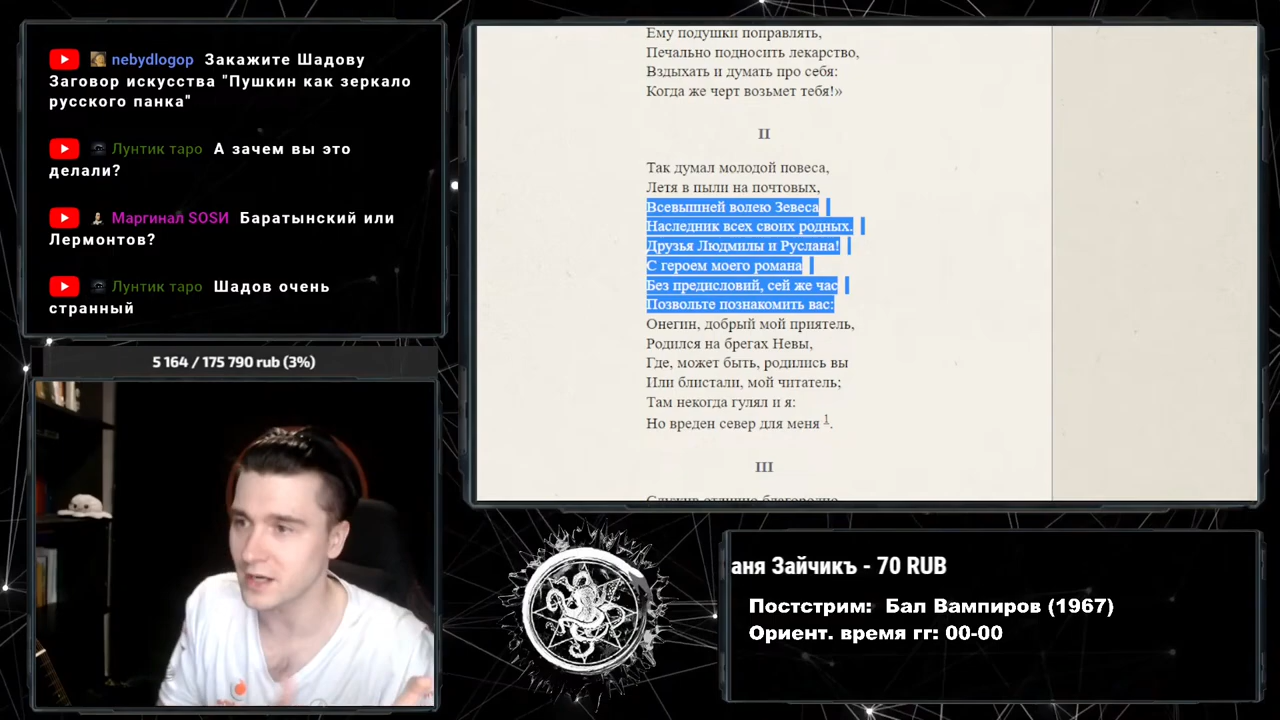 nebydlogop Закажите Шадову
Заговор искусства "Пушкин как зеркало
русского панка"
Лунтик таро А зачем вы это
делали?
Маргинал SOSИ Баратынский или
Лермонтов?
Лунтик таро Шадов очень
странный
5 164 / 175 790 rub (3%)
Ему подушки поправлять,
Печально подносить лекарство,
Вздыхать и думать про себя:
Когда же черт возьмет тебя!»
II
Так думал молодой повеса,
Летя в пыли на почтовых,
Всевышней волею Зевеса
Наследник всех своих родных.
Друзья Людмилы и Руслана!
С героем моего романа
Без предисловий, сей же час
Позвольте познакомить вас:
Онегин, добрый мой приятель,
Родился на брегах Невы,
Где, может быть, родились вы
Или блистали, мой читатель;
Там некогда гулял и я:
Но вреден север для меня 1.
III
Служив отлично благородно
аня Зайчикъ - 70 RUB
Постстрим: Бал Вампиров (1967)
Ориент. время гг: 00-00